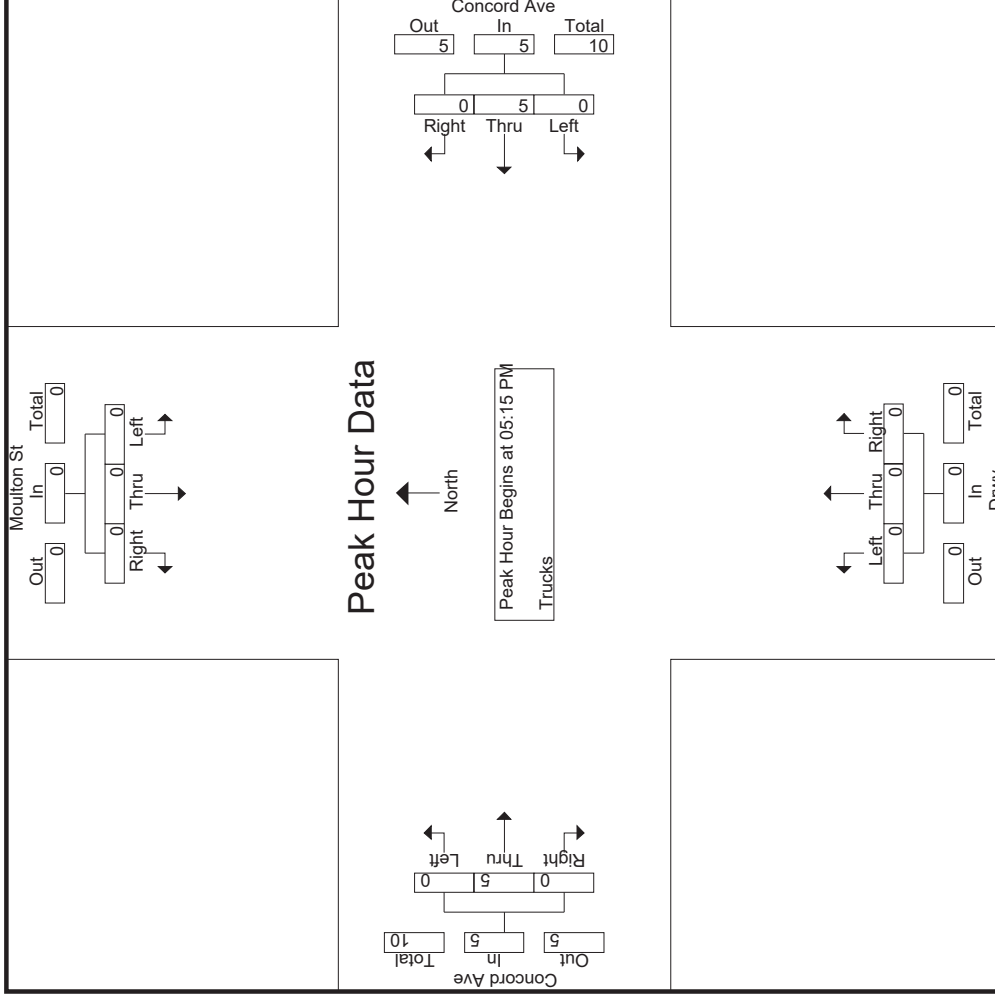 Concord Ave
Out In Total
5 5 10
0 5 0
Right Thru Left
Moulton St
Out In Total
0 0 0
0 0 0
Right Thru Left
Peak Hour Data
North
Peak Hour Begins at 05:15 PM
Trucks
Left Thru Right
0 0 0
0 0 0
Out In Total
Left Thru Right
0 5 0
10 5 5
Total In Out
Concord Ave